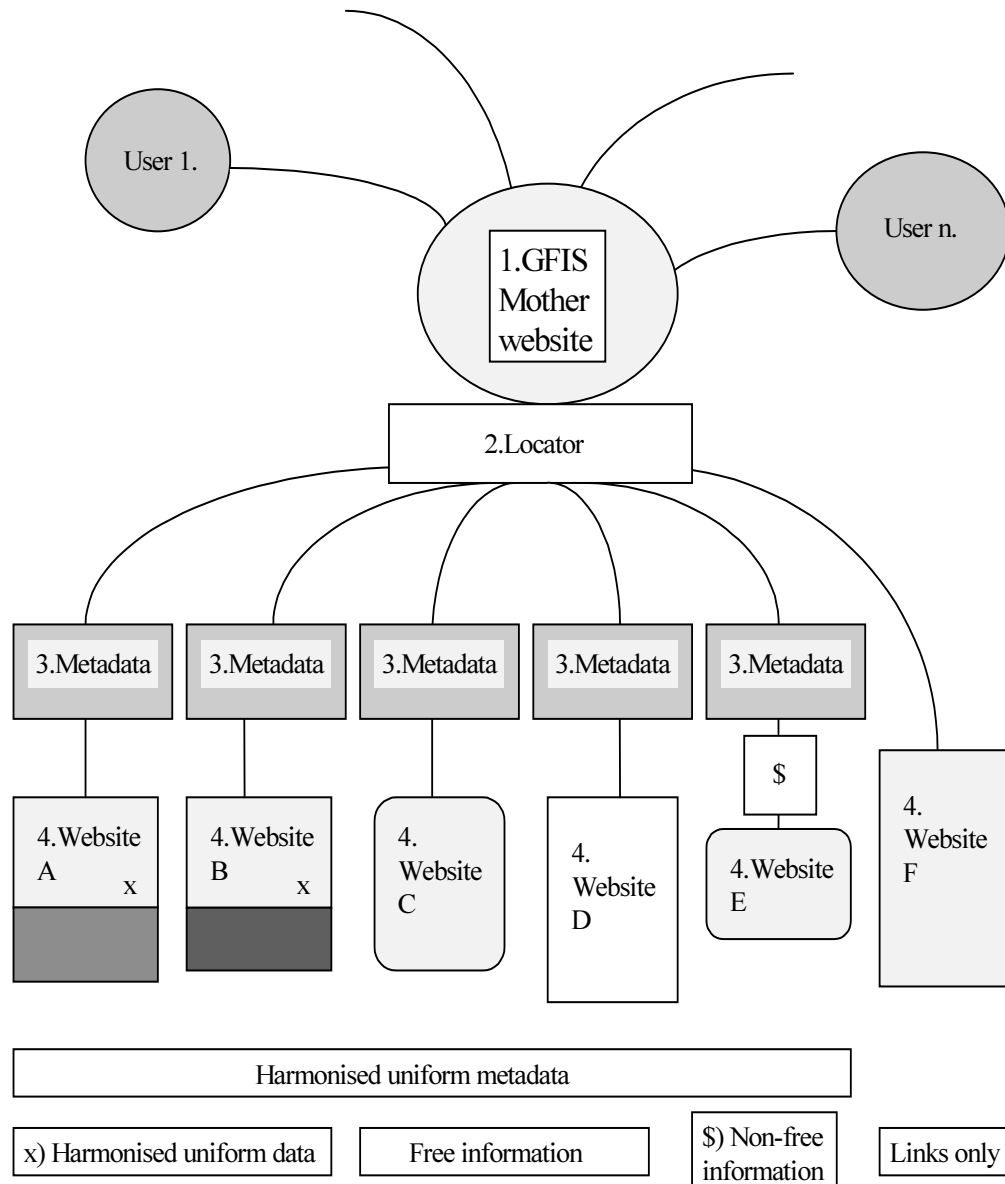 User 1.
User n.
1.GFIS
Mother
website
2.Locator
3.Metadata
3.Metadata
3.Metadata
3.Metadata
3.Metadata
$
4.Website
A
x
4.Website
B
x
4.
Website
C
4.
Website
D
4.Website
E
4.
Website
F
Harmonised uniform metadata
x) Harmonised uniform data
Free information
$) Non-free
information
Links only